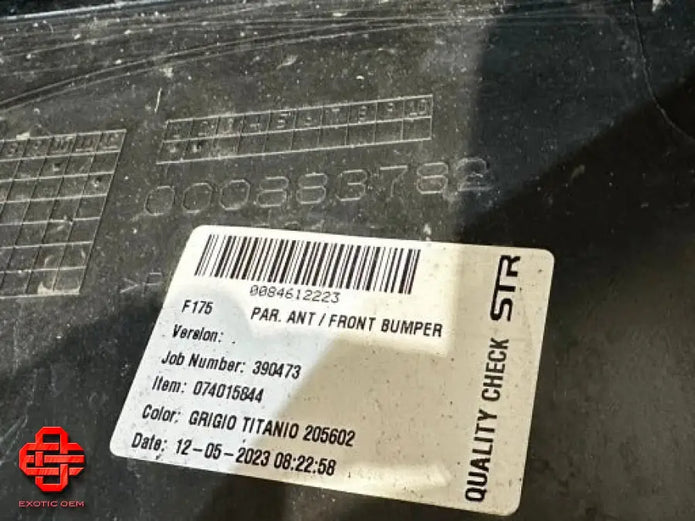 000883782
0084612223
F175 PAR. ANT / FRONT BUMPER
Version: .
Job Number: 390473
Item: 074015844
Color: GRIGIO TITANIO 205602
Date: 12-05-2023 08:22:58
QUALITY CHECK STR
EXOTIC OEM